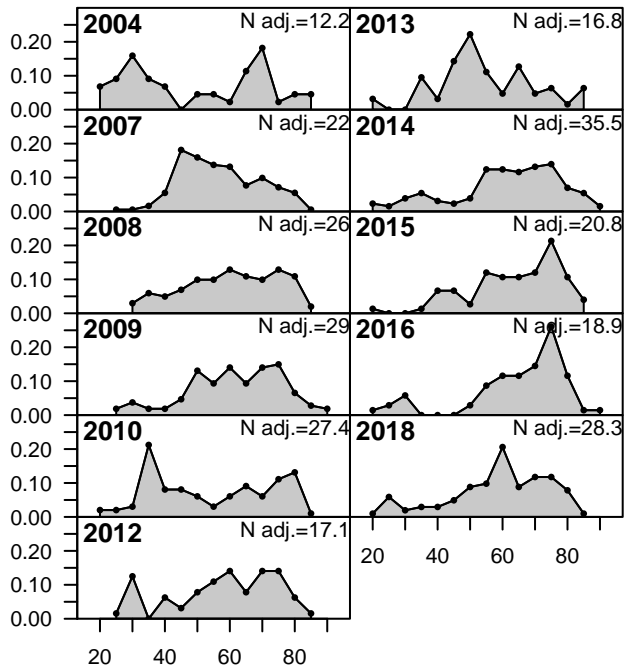 2004 N adj.=12.2
0.20
0.10
0.00
2007 N adj.=22
0.20
0.10
0.00
2008 N adj.=26
0.20
0.10
0.00
2009 N adj.=29
0.20
0.10
0.00
2010 N adj.=27.4
0.20
0.10
0.00
2012 N adj.=17.1
0.20
0.10
0.00
20 40 60 80
2013 N adj.=16.8
2014 N adj.=35.5
2015 N adj.=20.8
2016 N adj.=18.9
2018 N adj.=28.3
20 40 60 80